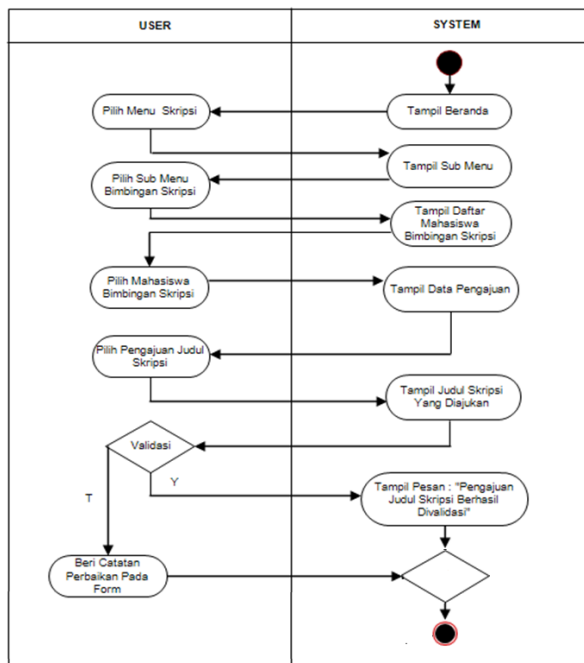 USER
SYSTEM
Tampil Beranda
Pilih Menu Skripsi
Tampil Sub Menu
Pilih Sub Menu
Bimbingan Skripsi
Tampil Daftar
Mahasiswa
Bimbingan Skripsi
Pilih Mahasiswa
Bimbingan Skripsi
Tampil Data Pengajuan
Pilih Pengajuan Judul
Skripsi
Tampil Judul Skripsi
Yang Diajukan
Validasi
T
Y
Tampil Pesan : "Pengajuan
Judul Skripsi Berhasil
Divalidasi"
Beri Catatan
Perbaikan Pada
Form